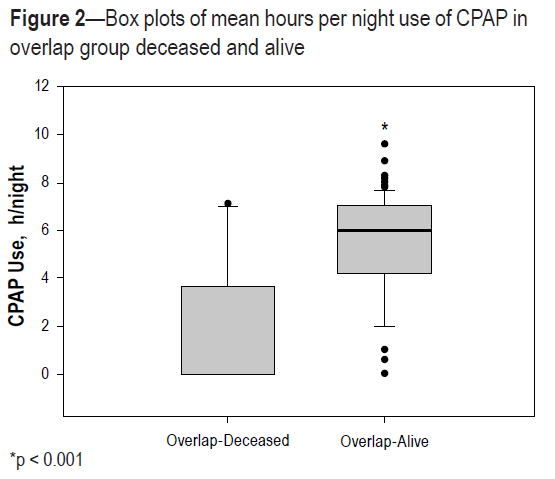 Figure 2—Box plots of mean hours per night use of CPAP in
overlap group deceased and alive
12
10
8
6
4
2
0
CPAP Use, h/night
*
Overlap-Deceased
Overlap-Alive
*p < 0.001